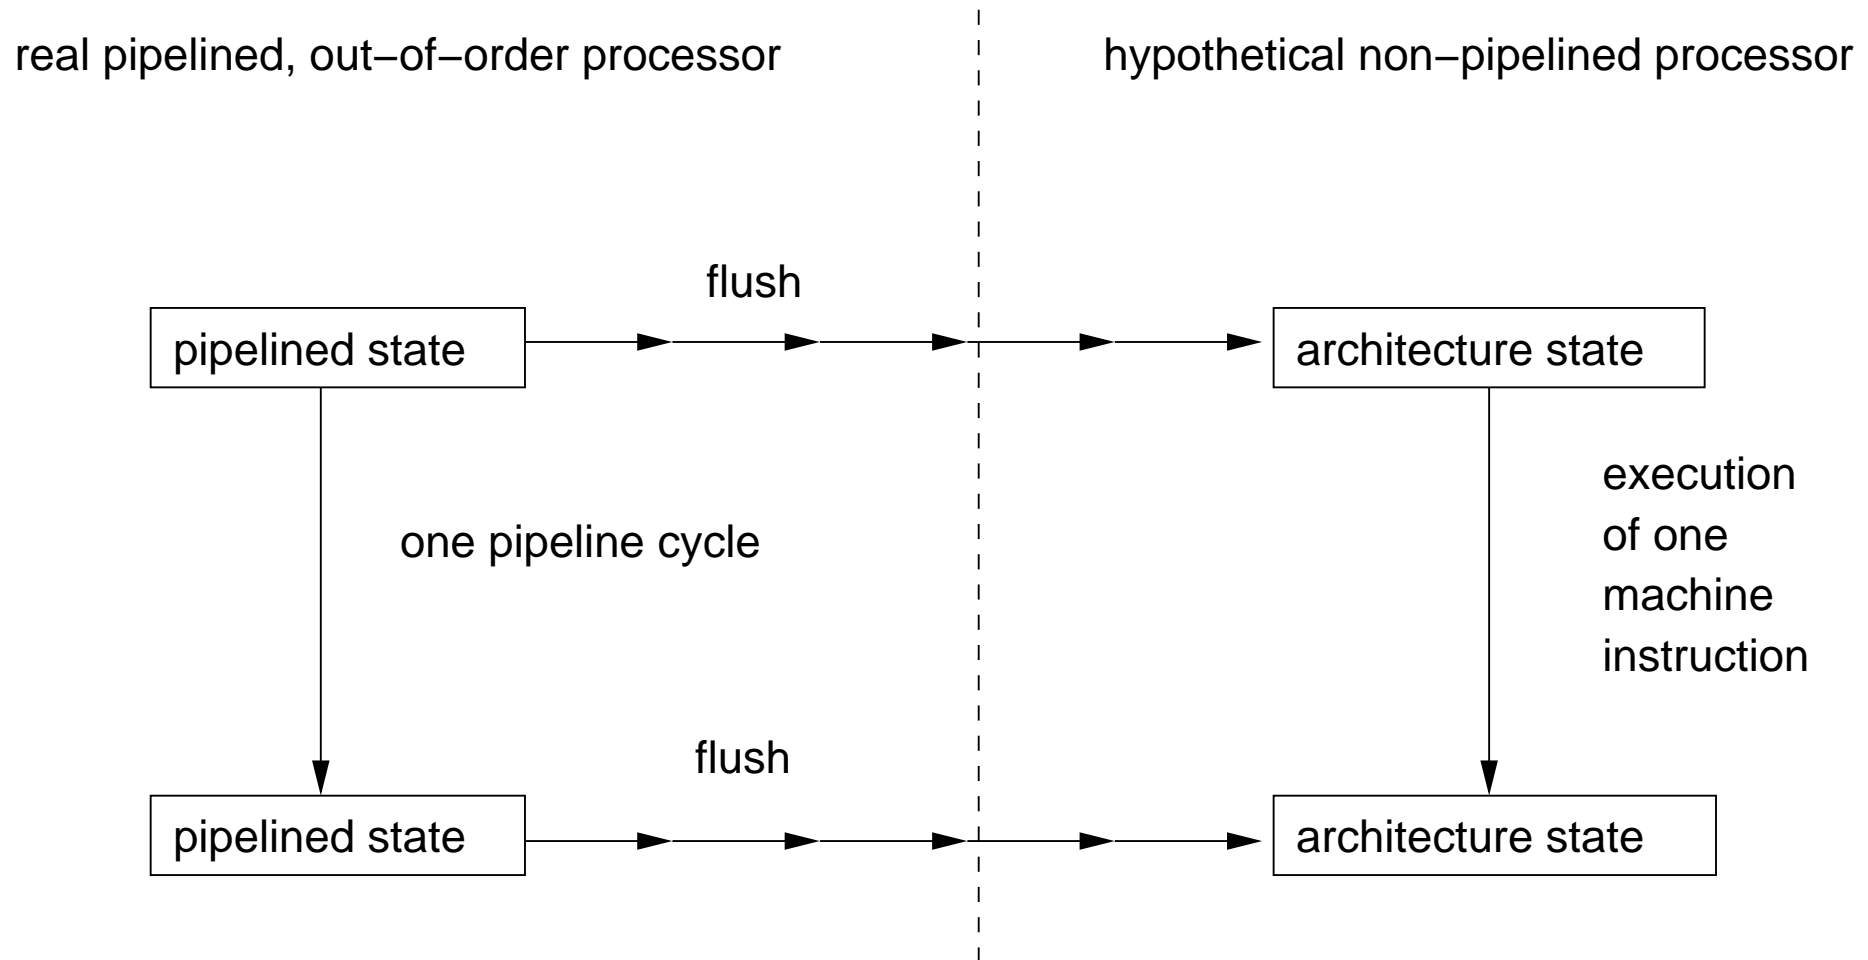 real pipelined, out−of−order processor
hypothetical non−pipelined processor
flush
pipelined state
architecture state
one pipeline cycle
execution
of one
machine
instruction
flush
pipelined state
architecture state